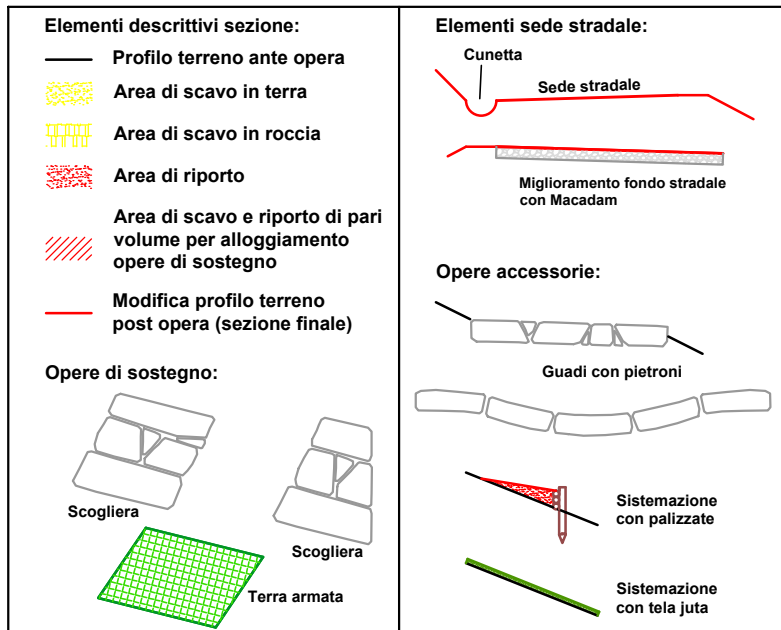 Elementi descrittivi sezione:
Profilo terreno ante opera
Area di scavo in terra
Area di scavo in roccia
Area di riporto
Area di scavo e riporto di pari
volume per alloggiamento
opere di sostegno
Modifica profilo terreno
post opera (sezione finale)
Opere di sostegno:
Scogliera
Scogliera
Terra armata
Elementi sede stradale:
Cunetta
Sede stradale
Miglioramento fondo stradale
con Macadam
Opere accessorie:
Guadi con pietroni
Sistemazione
con palizzate
Sistemazione
con tela juta